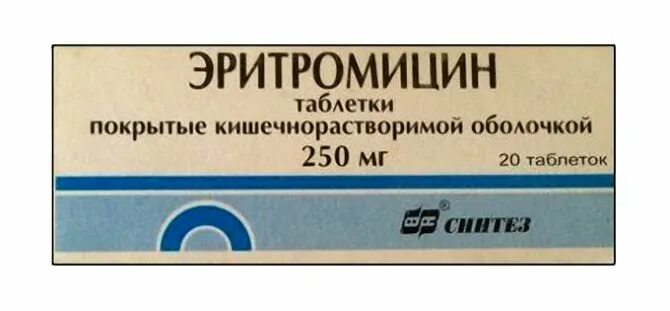 ЭРИТРОМИЦИН
таблетки
покрытые кишечнорастворимой оболочкой
250 мг
20 таблеток
® СИНТЕЗ